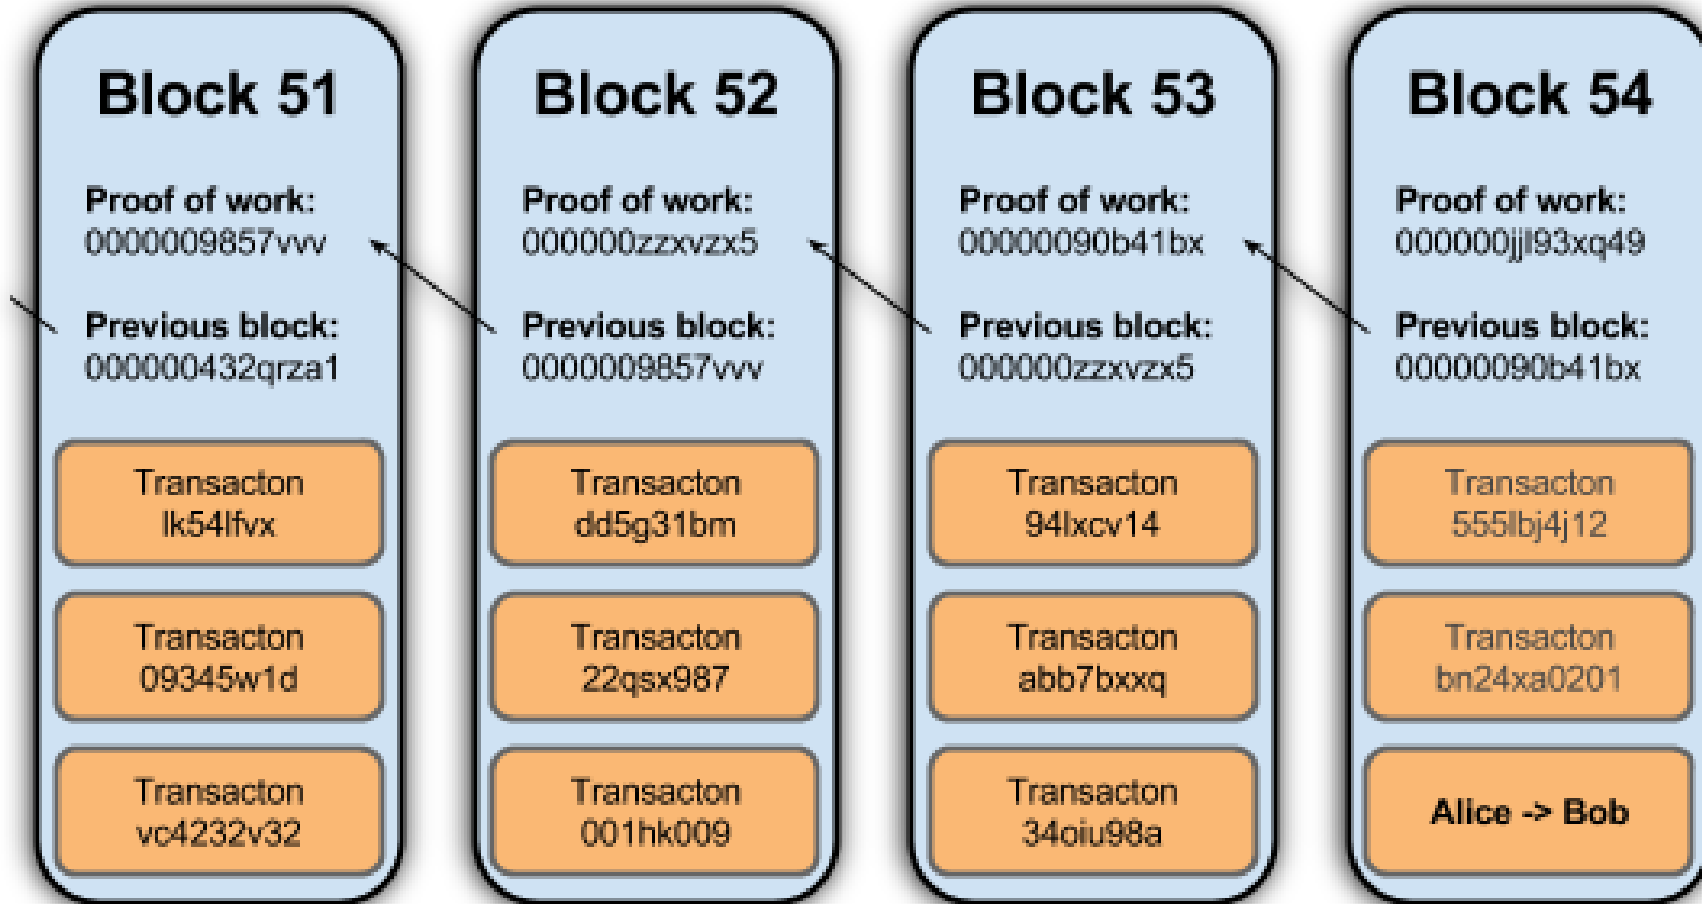 Block 51
Proof of work:
0000009857vvv
Previous block:
000000432qrza1
Transacton
lk54lfvx
Transacton
09345w1d
Transacton
vc4232v32
Block 52
Proof of work:
000000zzxvzx5
Previous block:
0000009857vvv
Transacton
dd5g31bm
Transacton
22qsx987
Transacton
001hk009
Block 53
Proof of work:
00000090b41bx
Previous block:
000000zzxvzx5
Transacton
94lxcv14
Transacton
abb7bxxq
Transacton
34oiu98a
Block 54
Proof of work:
000000jjl93xq49
Previous block:
00000090b41bx
Transacton
555lbj4j12
Transacton
bn24xa0201
Alice -> Bob